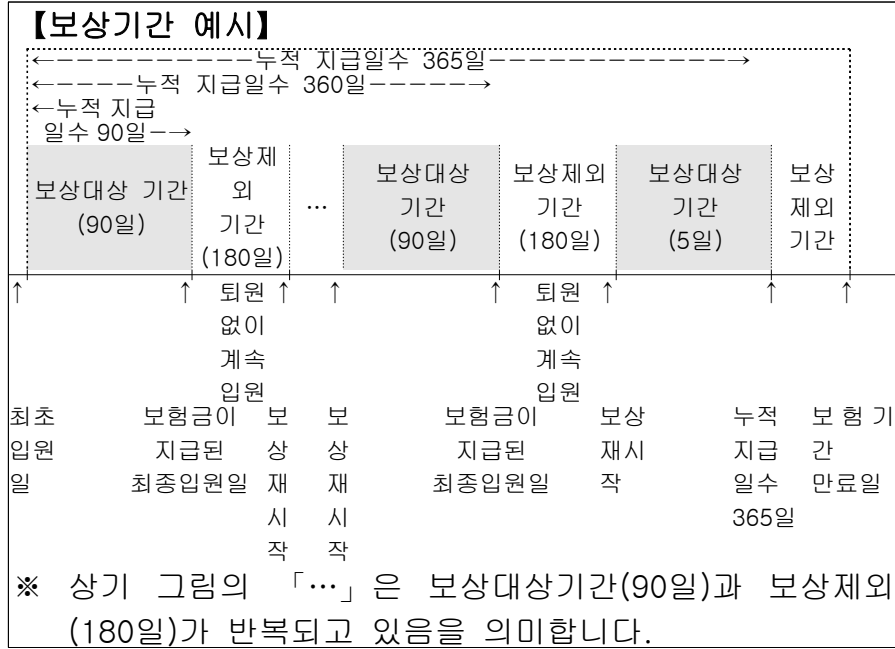 【보상기간 예시】
←－－－－－－－－－－－누적 지급일수 365일－－－－－－－－－－－－→
←－－－－누적 지급일수 360일－－－－－→
←누적 지급
일수 90일－→
보상대상 기간
(90일)
보상제
외
기간
(180일)
…
보상대상
기간
(90일)
보상제외
기간
(180일)
보상대상
기간
(5일)
보상
제외
기간
↑ ↑ 퇴원 ↑ ↑ ↑ 퇴원 ↑ ↑ ↑
없이 없이
계속 계속
입원 입원
최초 보험금이 보 보 보험금이 보상 누적 보험기
입원 지급된 상 상 지급된 재시 지급 간
일 최종입원일 재 재 최종입원일 작 일수 만료일
시 시 365일
작 작
※ 상기 그림의 「…」은 보상대상기간(90일)과 보상제외
(180일)가 반복되고 있음을 의미합니다.